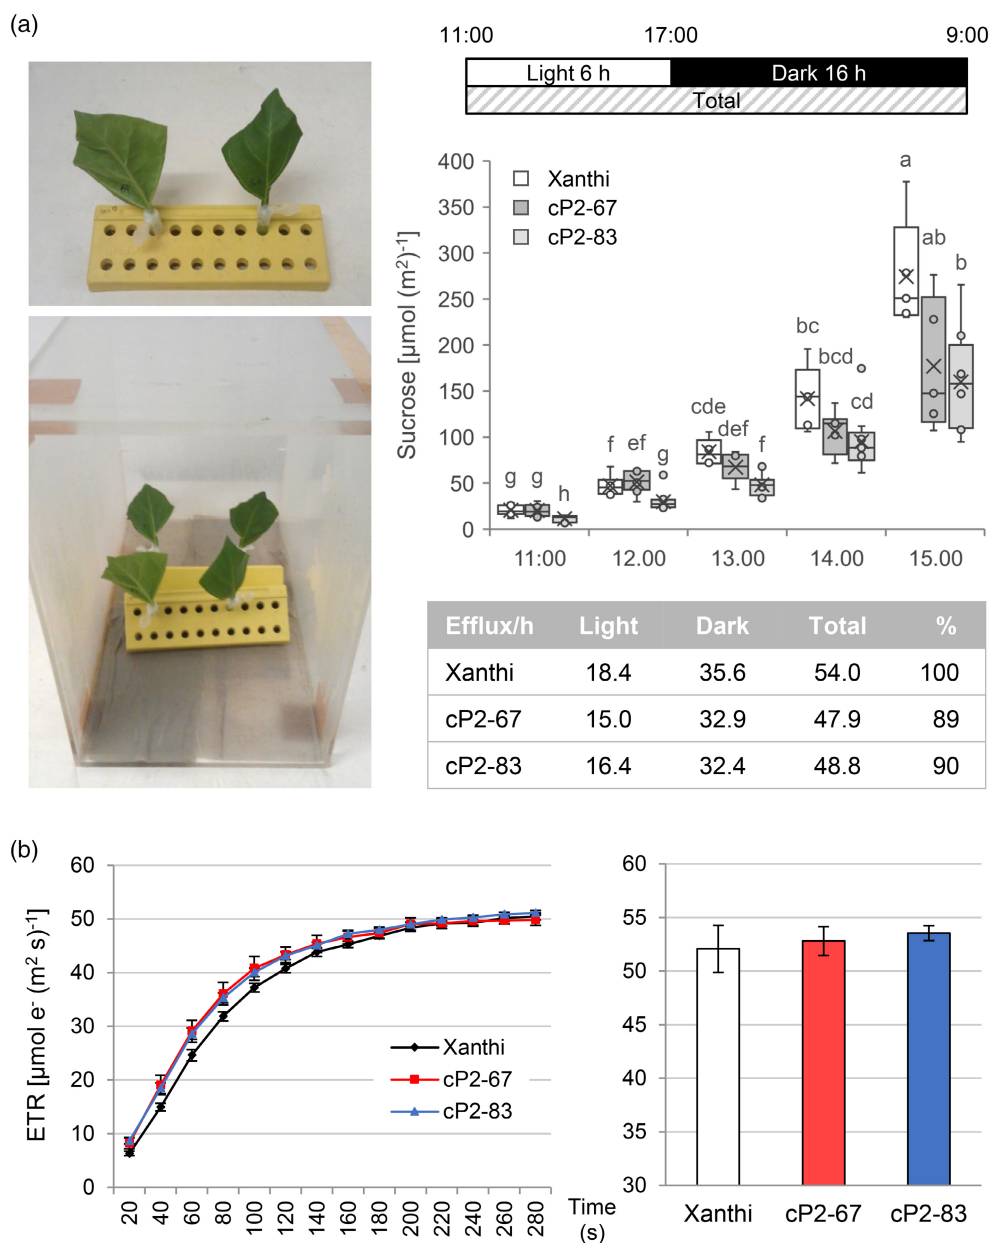 (a)
11:00 17:00 9:00
Light 6 h Dark 16 h
Total
Sucrose [µmol (m²)⁻¹]
400
350
300
250
200
150
100
50
0
Xanthi
cP2-67
cP2-83
g g h
f ef g
cde def f
bc bcd cd
a ab b
11:00 12.00 13.00 14.00 15.00
Efflux/h Light Dark Total %
Xanthi 18.4 35.6 54.0 100
cP2-67 15.0 32.9 47.9 89
cP2-83 16.4 32.4 48.8 90
(b)
ETR [µmol e⁻ (m² s)⁻¹]
60
50
40
30
20
10
0
Xanthi
cP2-67
cP2-83
20 40 60 80 100 120 140 160 180 200 220 240 260 280
Time
(s)
60
55
50
45
40
35
30
Xanthi cP2-67 cP2-83